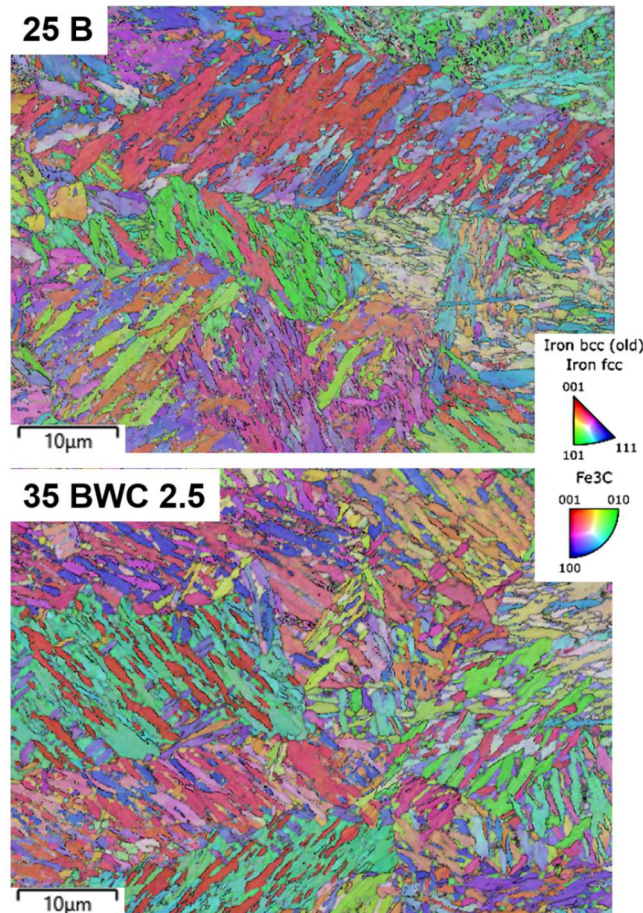 25 B
10μm
Iron bcc (old)
Iron fcc
001
101
111
Fe3C
001 010
100
35 BWC 2.5
10μm